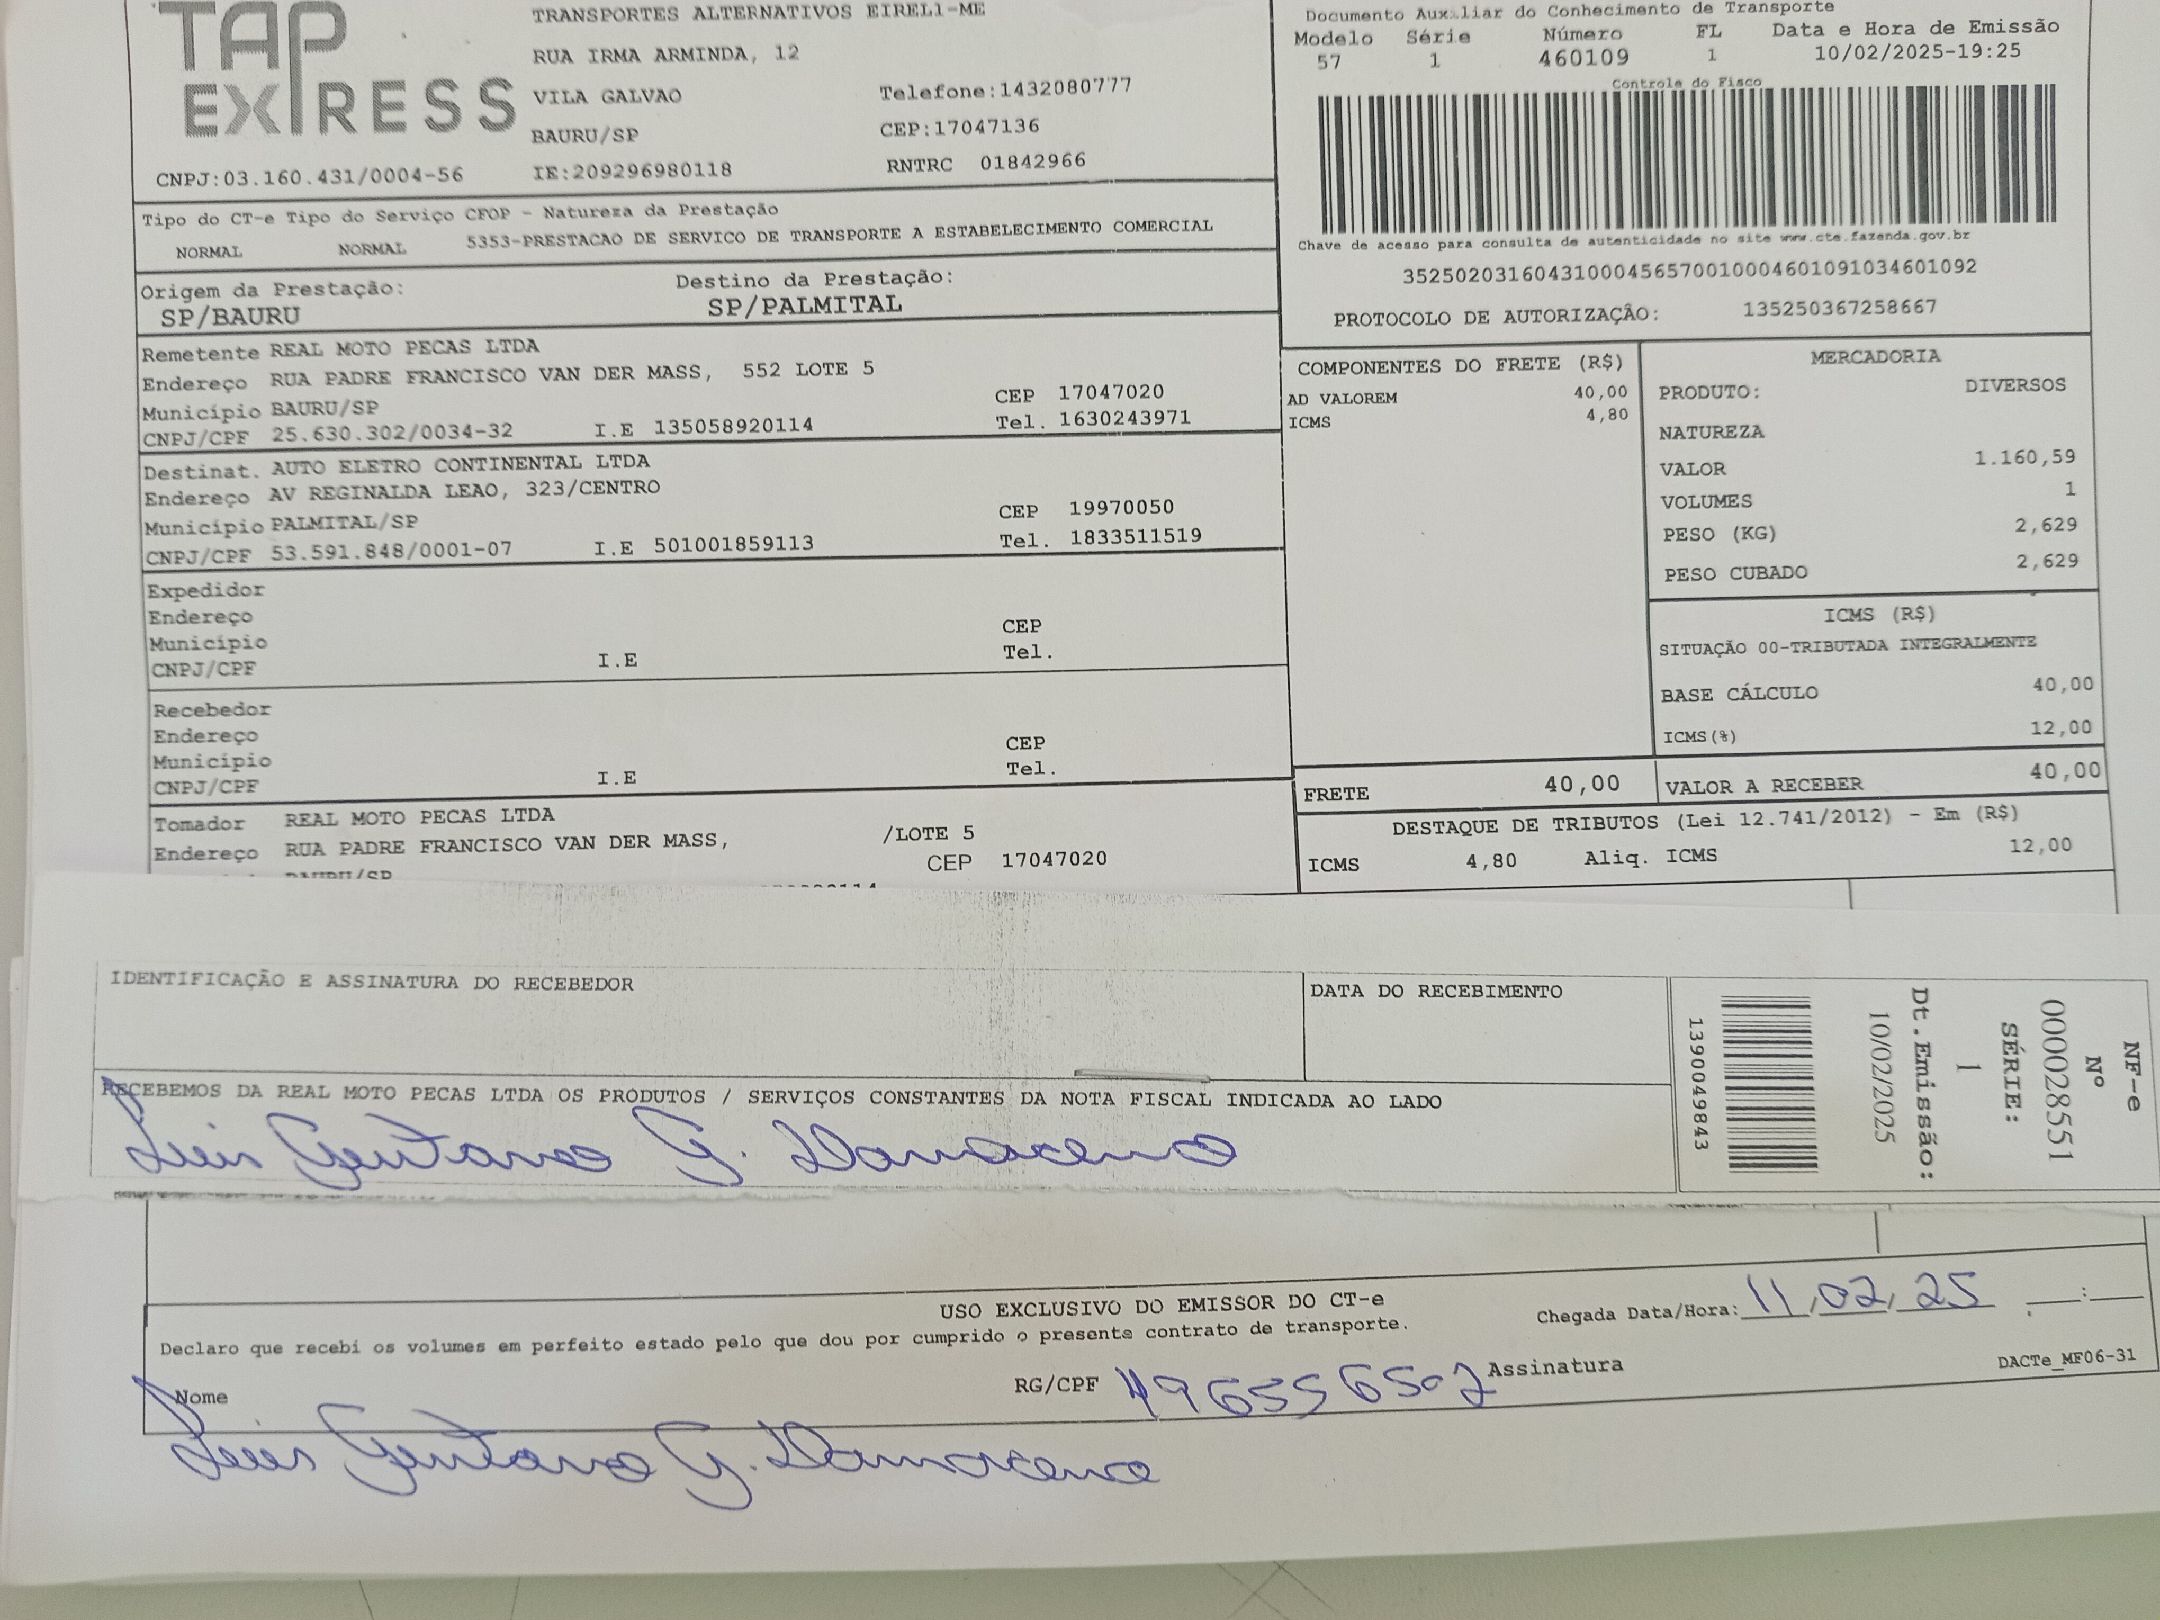 TAP EXPRESS
TRANSPORTES ALTERNATIVOS EIRELI-ME
RUA IRMA ARMINDA, 12
VILA GALVAO
Telefone:1432080777
BAURU/SP
CEP:17047136
CNPJ:03.160.431/0004-56
IE:209296980118
RNTRC 01842966
Documento Auxiliar do Conhecimento de Transporte
Modelo Série Número FL Data e Hora de Emissão
57 1 460109 1 10/02/2025-19:25
Controle do Fisco
Chave de acesso para consulta de autenticidade no site www.cte.fazenda.gov.br
35250203160431000456570010004601091034601092
PROTOCOLO DE AUTORIZAÇÃO: 135250367258667
Tipo do CT-e Tipo do Serviço CFOP - Natureza da Prestação
NORMAL NORMAL 5353-PRESTACAO DE SERVICO DE TRANSPORTE A ESTABELECIMENTO COMERCIAL
Origem da Prestação: Destino da Prestação:
SP/BAURU SP/PALMITAL
Remetente REAL MOTO PECAS LTDA
Endereço RUA PADRE FRANCISCO VAN DER MASS, 552 LOTE 5
Município BAURU/SP CEP 17047020
CNPJ/CPF 25.630.302/0034-32 I.E 135058920114 Tel. 1630243971
Destinat. AUTO ELETRO CONTINENTAL LTDA
Endereço AV REGINALDA LEAO, 323/CENTRO
Município PALMITAL/SP CEP 19970050
CNPJ/CPF 53.591.848/0001-07 I.E 501001859113 Tel. 1833511519
Expedidor
Endereço
Município CEP
CNPJ/CPF I.E Tel.
Recebedor
Endereço
Município CEP
CNPJ/CPF I.E Tel.
Tomador REAL MOTO PECAS LTDA
Endereço RUA PADRE FRANCISCO VAN DER MASS, /LOTE 5
CEP 17047020
COMPONENTES DO FRETE (R$)
AD VALOREM 40,00
ICMS 4,80
MERCADORIA
PRODUTO: DIVERSOS
NATUREZA
VALOR 1.160,59
VOLUMES 1
PESO (KG) 2,629
PESO CUBADO 2,629
ICMS (R$)
SITUAÇÃO 00-TRIBUTADA INTEGRALMENTE
BASE CÁLCULO 40,00
ICMS(%) 12,00
FRETE 40,00 VALOR A RECEBER 40,00
DESTAQUE DE TRIBUTOS (Lei 12.741/2012) - Em (R$)
ICMS 4,80 Aliq. ICMS 12,00
IDENTIFICAÇÃO E ASSINATURA DO RECEBEDOR
DATA DO RECEBIMENTO
RECEBEMOS DA REAL MOTO PECAS LTDA OS PRODUTOS / SERVIÇOS CONSTANTES DA NOTA FISCAL INDICADA AO LADO
Luis G. Damaceno
NF-e
Nº
000028551
SÉRIE:
1
Dt.Emissão:
10/02/2025
1390049843
USO EXCLUSIVO DO EMISSOR DO CT-e
Declaro que recebi os volumes em perfeito estado pelo que dou por cumprido o presente contrato de transporte.
Chegada Data/Hora: 11,02,25 :
Nome RG/CPF 496556502 Assinatura
DACTe_MF06-31
Luis G. Damaceno